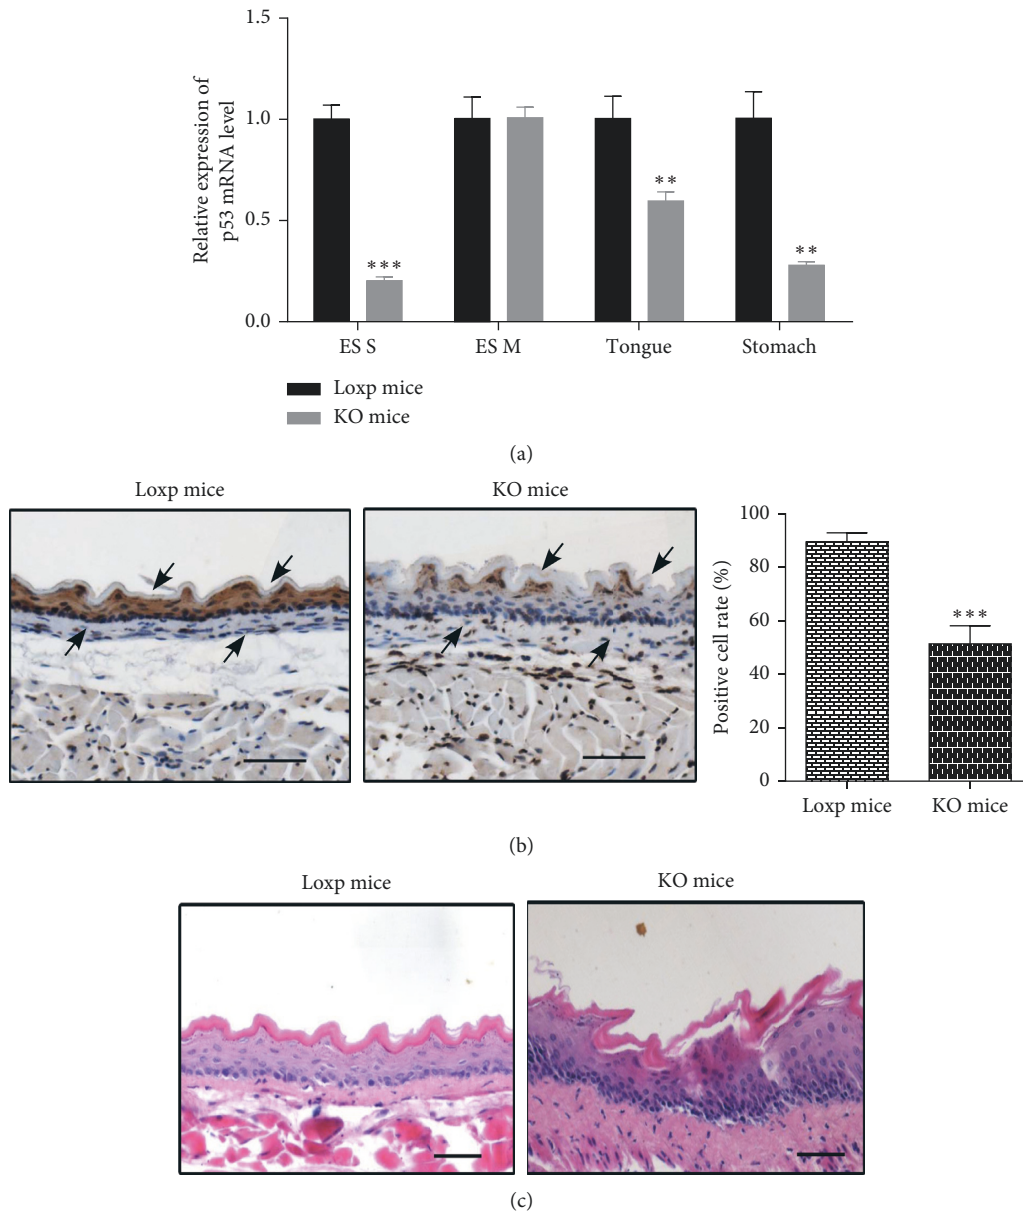 1.5
1.0
0.5
0.0
Relative expression of
p53 mRNA level
***
**
**
ES S
ES M
Tongue
Stomach
Loxp mice
KO mice
(a)
Loxp mice
KO mice
100
80
60
40
20
0
Positive cell rate (%)
***
Loxp mice
KO mice
(b)
Loxp mice
KO mice
(c)